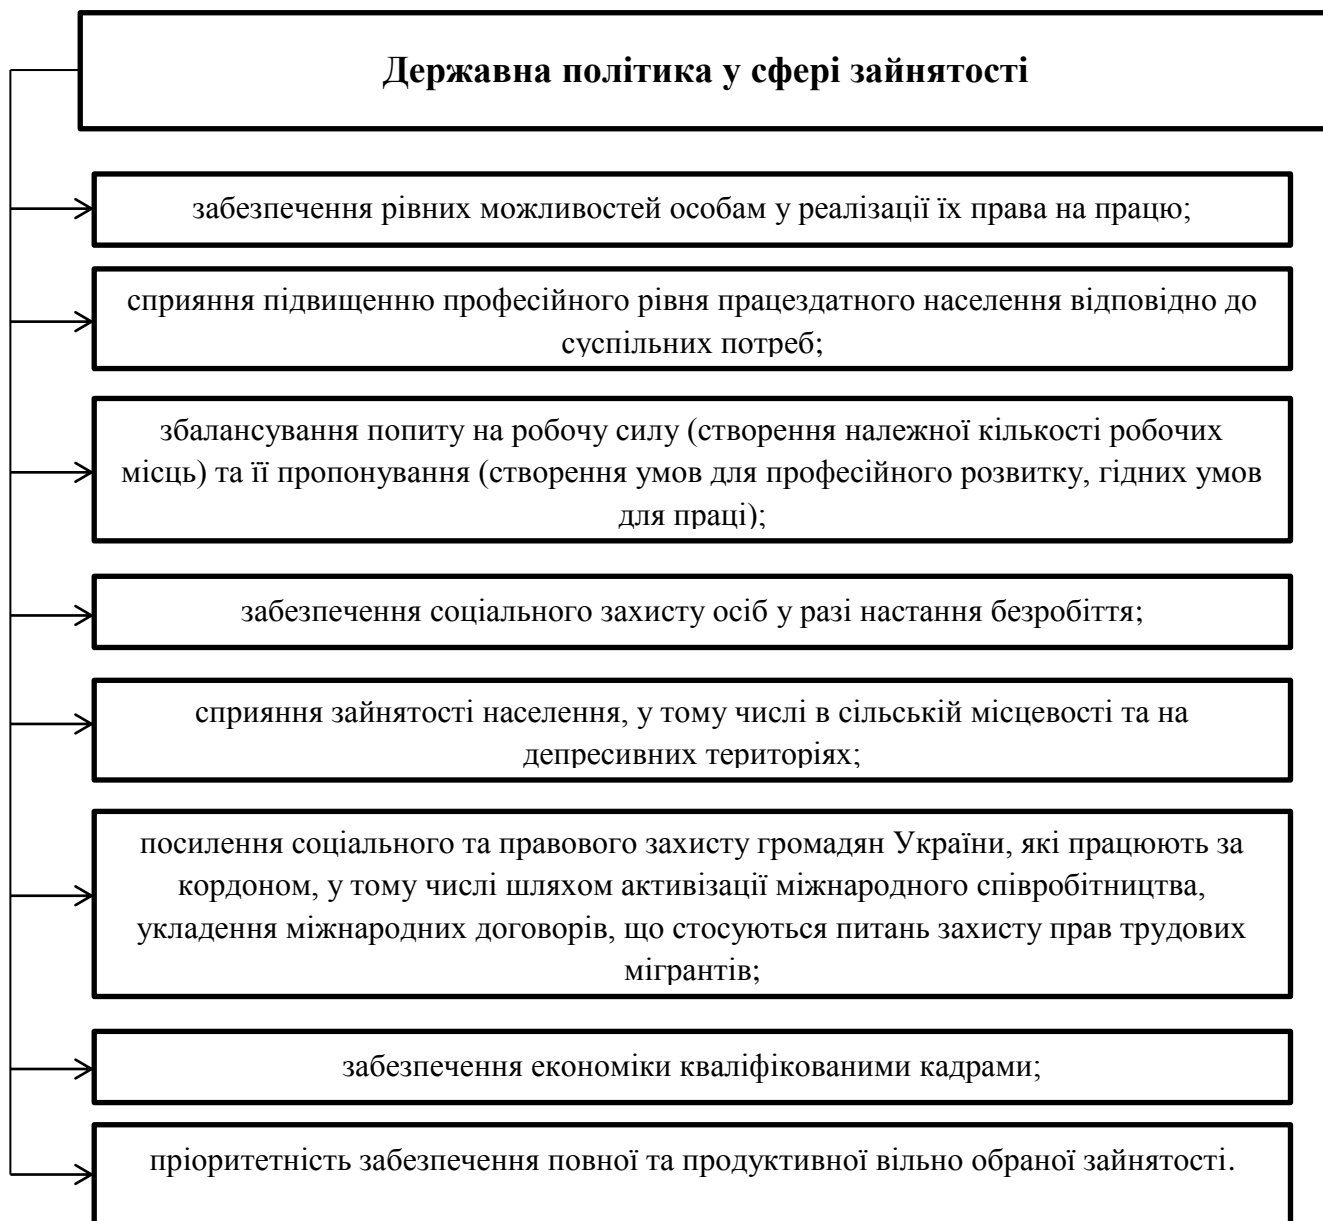 Державна політика у сфері зайнятості
забезпечення рівних можливостей особам у реалізації їх права на працю;
сприяння підвищенню професійного рівня працездатного населення відповідно до
суспільних потреб;
збалансування попиту на робочу силу (створення належної кількості робочих
місць) та її пропонування (створення умов для професійного розвитку, гідних умов
для праці);
забезпечення соціального захисту осіб у разі настання безробіття;
сприяння зайнятості населення, у тому числі в сільській місцевості та на
депресивних територіях;
посилення соціального та правового захисту громадян України, які працюють за
кордоном, у тому числі шляхом активізації міжнародного співробітництва,
укладення міжнародних договорів, що стосуються питань захисту прав трудових
мігрантів;
забезпечення економіки кваліфікованими кадрами;
пріоритетність забезпечення повної та продуктивної вільно обраної зайнятості.